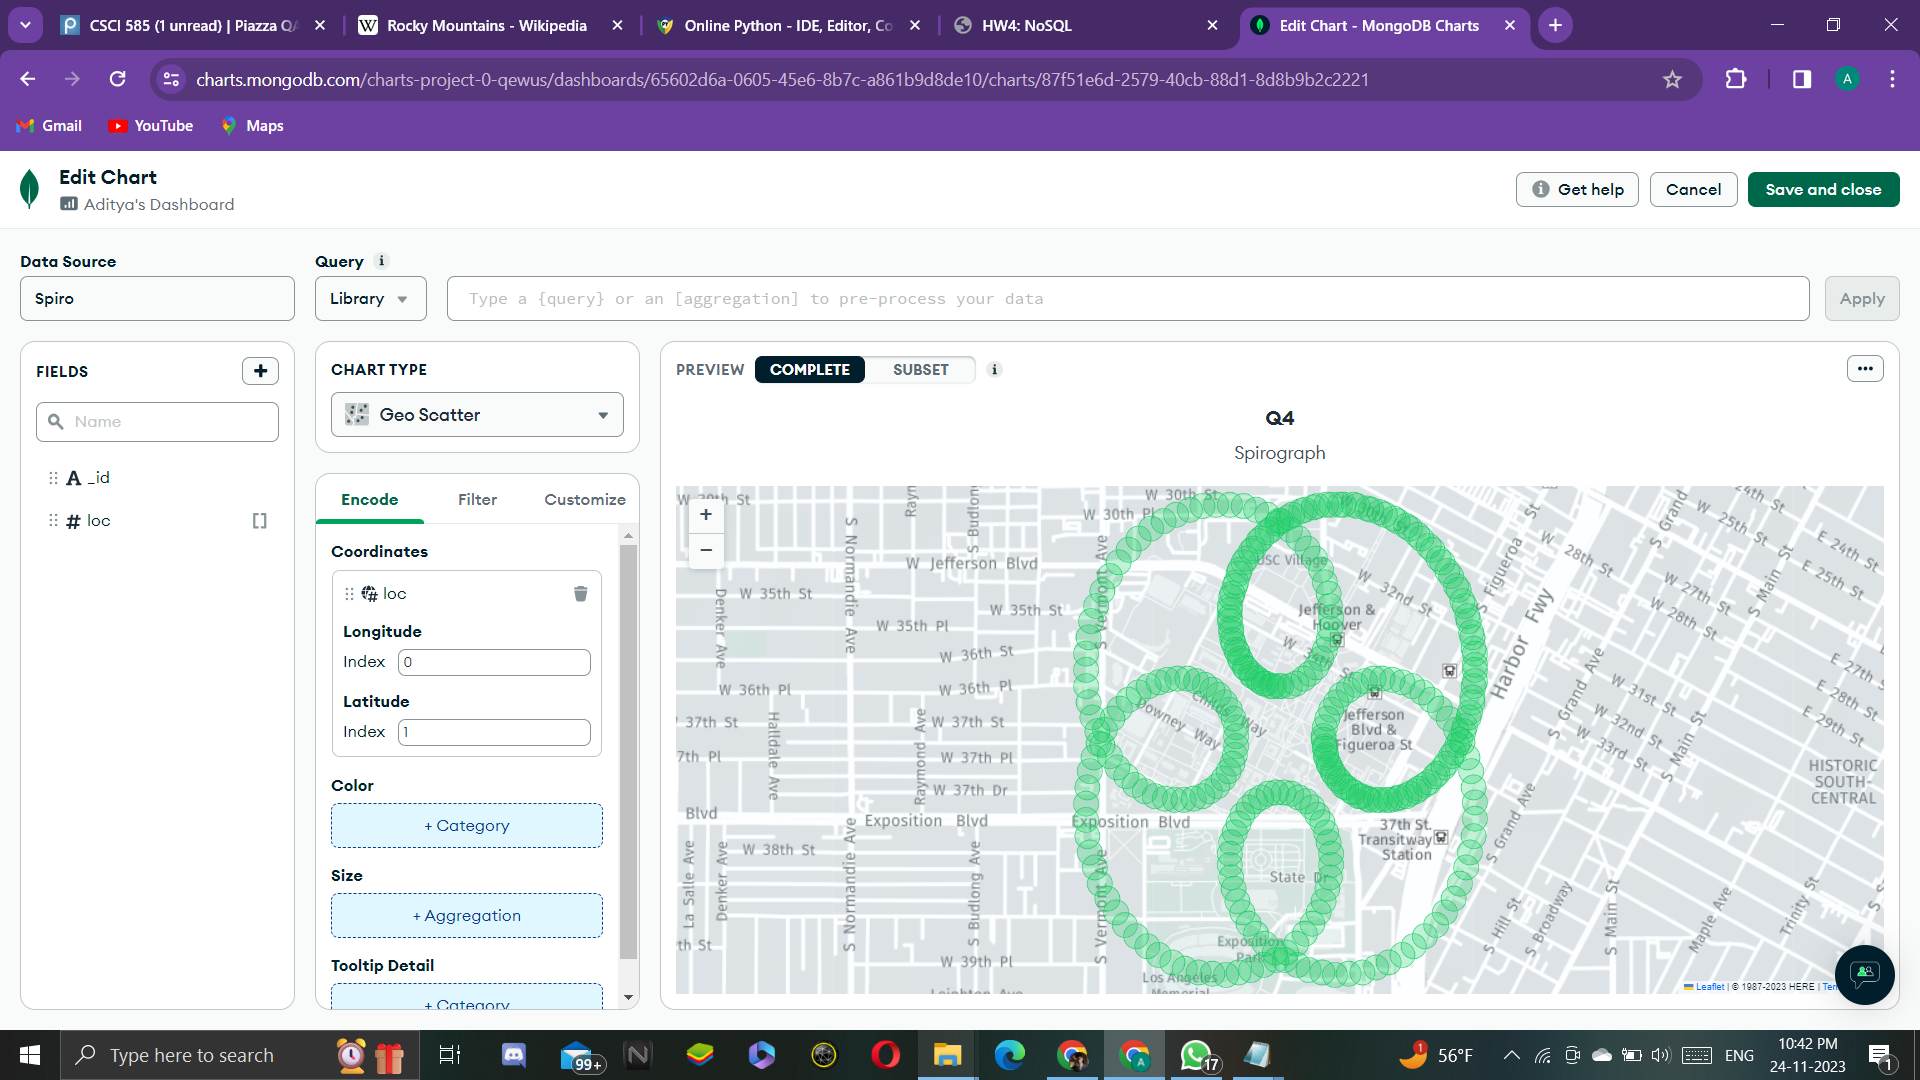 CSCI 585 (1 unread) | Piazza Q
Rocky Mountains - Wikipedia
Online Python - IDE, Editor, Co
HW4: NoSQL
Edit Chart - MongoDB Charts
charts.mongodb.com/charts-project-0-qewus/dashboards/65602d6a-0605-45e6-8b7c-a861b9d8de10/charts/87f51e6d-2579-40cb-88d1-8d8b9b2c2221
A
Gmail
YouTube
Maps
Edit Chart
Aditya's Dashboard
Get help
Cancel
Save and close
Data Source
Query
Spiro
Library
Type a {query} or an [aggregation] to pre-process your data
Apply
FIELDS
Name
A _id
# loc
[]
CHART TYPE
Geo Scatter
Encode
Filter
Customize
Coordinates
loc
Longitude
Index 0
Latitude
Index 1
Color
+ Category
Size
+ Aggregation
Tooltip Detail
+ Category
PREVIEW
COMPLETE
SUBSET
Q4
Spirograph
+
−
W 30th St
W 30th Pl
W Jefferson Blvd
W 35th St
W 35th St
W 35th Pl
W 36th St
W 36th Pl
W 36th Pl
37th St
W 37th St
7th Pl
W 37th Pl
W 37th Dr
Blvd
Exposition Blvd
Exposition Blvd
W 38th St
th St
W 39th Pl
Leighton Ave
Denker Ave
Halldale Ave
S Normandie Ave
Raymond Ave
S Budlong
S Vermont Ave
La Salle Ave
Denker Ave
S Normandie Ave
S Budlong Ave
S Vermont Ave
USC Village
W 32nd St
Jefferson &
Hoover
W 34th St
Childs Way
Downey Way
Jefferson
Blvd &
Figueroa St
37th St
Transitway
Station
State Dr
Exposition
Park
Los Angeles
Memorial
S Figueroa St
Harbor Fwy
W 28th St
S Grand
24th St
W 25th St
E 24th St
E 25th St
S Main St
W 27th St
W 28th St
E 27th S
E 28th St
E 29th St
W 31st St
W 32nd St
W 33rd St
S Grand Ave
S Main St
S Grand Ave
HISTORIC
SOUTH-
CENTRAL
S Hill St
S Broadway
S Main St
Maple Ave
Trinity St
Leaflet | © 1987-2023 HERE | Ter
Type here to search
99+
17
56°F
ENG
10:42 PM
24-11-2023
1